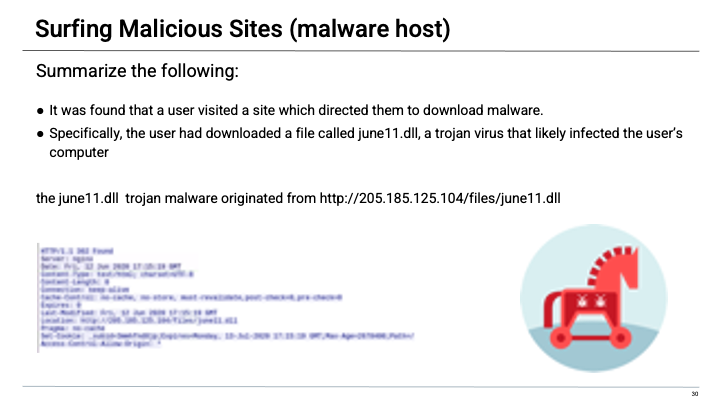 Surfing Malicious Sites (malware host)
Summarize the following:
● It was found that a user visited a site which directed them to download malware.
● Specifically, the user had downloaded a file called june11.dll, a trojan virus that likely infected the user's
computer
the june11.dll  trojan malware originated from http://205.185.125.104/files/june11.dll
HTTP/1.1 302 Found
Server: nginx
Date: Fri, 12 Jun 2020 17:15:19 GMT
Content-Type: text/html; charset=UTF-8
Content-Length: 0
Connection: keep-alive
Cache-Control: no-cache, no-store, must-revalidate,post-check=0,pre-check=0
Expires: 0
Last-Modified: Fri, 12 Jun 2020 17:15:19 GMT
Location: http://205.185.125.104/files/june11.dll
Pragma: no-cache
Set-Cookie:
Access-Control-Allow-Origin: *
30